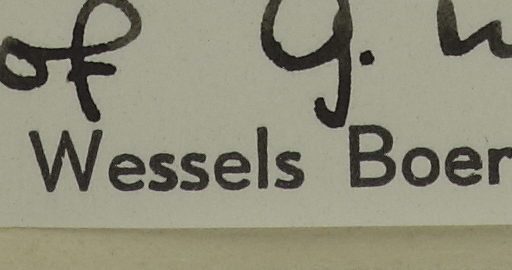 of G.
Wessels Boer